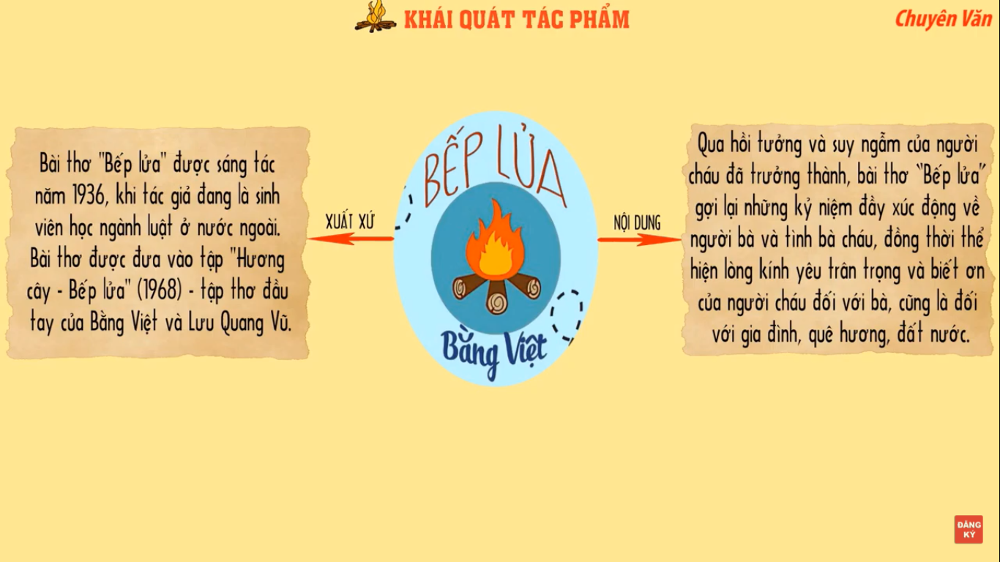 KHÁI QUÁT TÁC PHẨM
Chuyên Văn
Bài thơ "Bếp lửa" được sáng tác
năm 1936, khi tác giả đang là sinh
viên học ngành luật ở nước ngoài.
Bài thơ được đưa vào tập "Hương
cây - Bếp lửa" (1968) - tập thơ đầu
tay của Bằng Việt và Lưu Quang Vũ.
XUẤT XỨ
BẾP LỬA
Bằng Việt
NỘI DUNG
Qua hồi tưởng và suy ngẫm của người
cháu đã trưởng thành, bài thơ “Bếp lửa”
gợi lại những kỷ niệm đầy xúc động về
người bà và tình bà cháu, đồng thời thể
hiện lòng kính yêu trân trọng và biết ơn
của người cháu đối với bà, cũng là đối
với gia đình, quê hương, đất nước.
ĐĂNG
KÝ